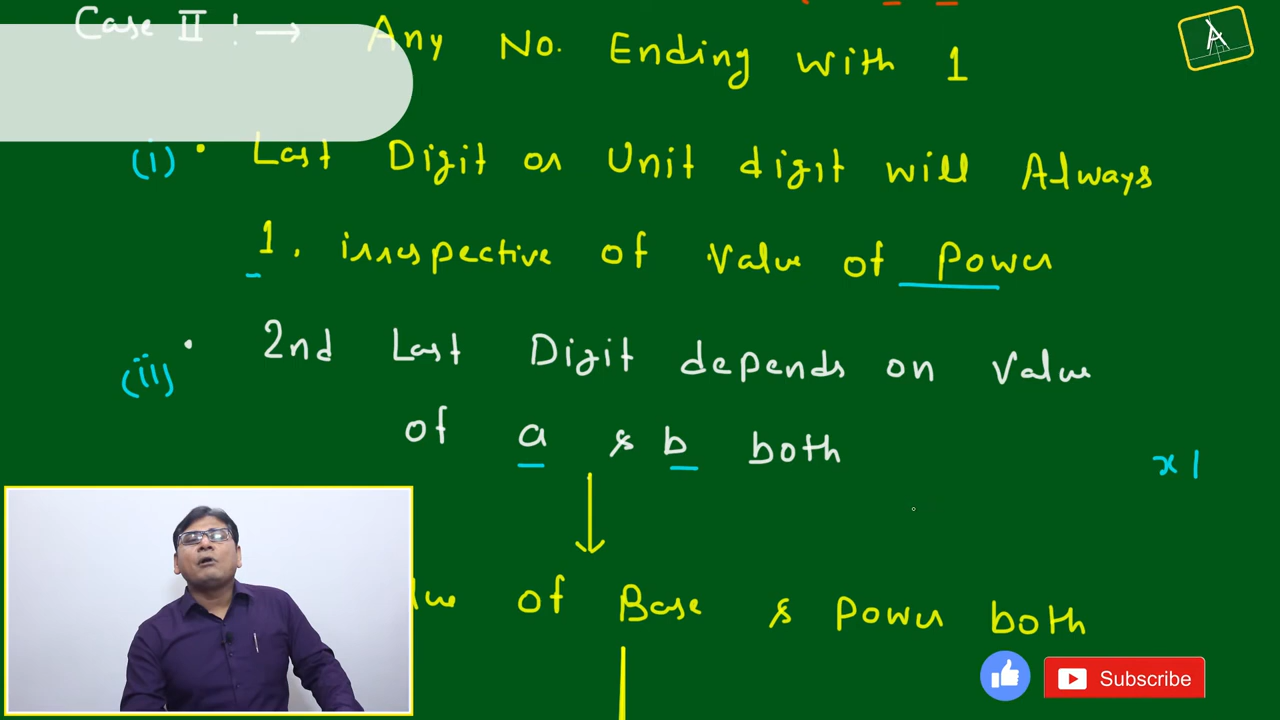 Case II : → Any No. Ending with 1
(i) • Last Digit or Unit digit will Always
1. irrespective of value of Power
(ii) • 2nd Last Digit depends on value
of a & b both
x1
of Base & Power both
Subscribe